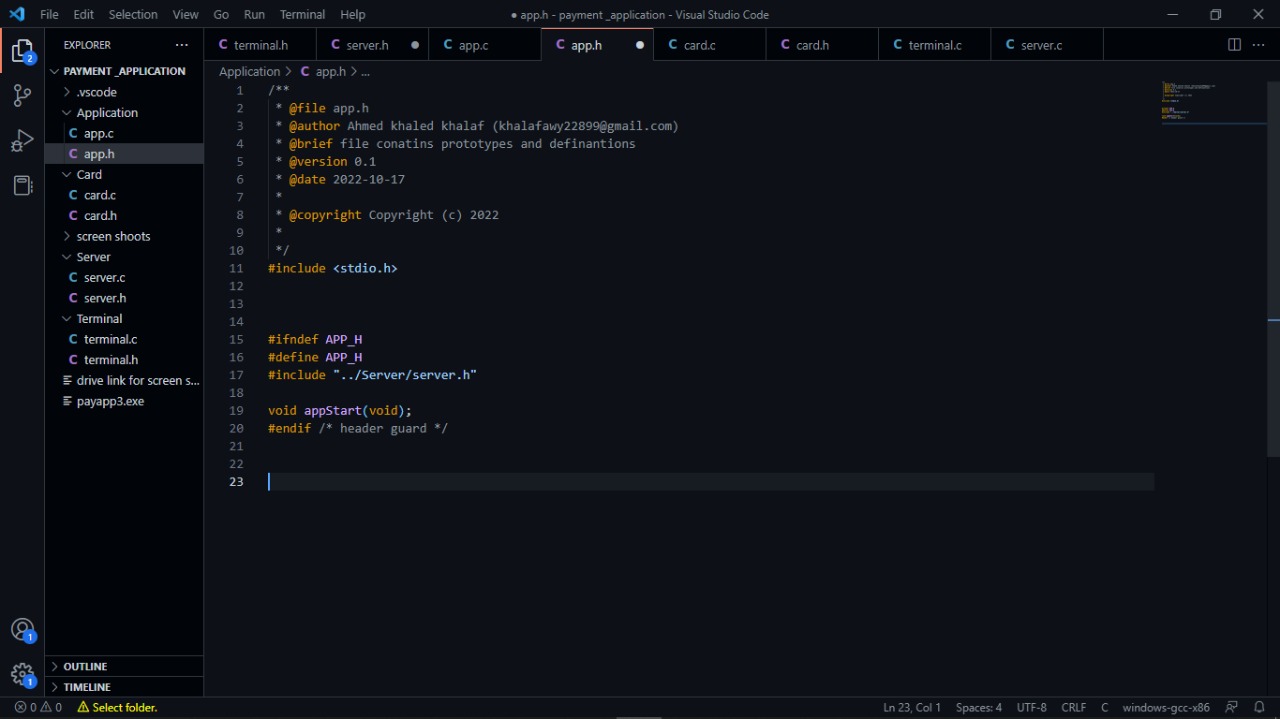 File Edit Selection View Go Run Terminal Help
● app.h - payment _application - Visual Studio Code
EXPLORER
PAYMENT _APPLICATION
.vscode
Application
C app.c
C app.h
Card
C card.c
C card.h
screen shoots
Server
C server.c
C server.h
Terminal
C terminal.c
C terminal.h
drive link for screen s...
payapp3.exe
OUTLINE
TIMELINE
2
1
1
C terminal.h C server.h ● C app.c C app.h ● C card.c C card.h C terminal.c C server.c
Application > C app.h > ...
1 /**
2 * @file app.h
3 * @author Ahmed khaled khalaf (khalafawy22899@gmail.com)
4 * @brief file conatins prototypes and definantions
5 * @version 0.1
6 * @date 2022-10-17
7 *
8 * @copyright Copyright (c) 2022
9 *
10 */
11 #include <stdio.h>
12
13
14
15 #ifndef APP_H
16 #define APP_H
17 #include "../Server/server.h"
18
19 void appStart(void);
20 #endif /* header guard */
21
22
23
0 0 Select folder.
Ln 23, Col 1 Spaces: 4 UTF-8 CRLF C windows-gcc-x86